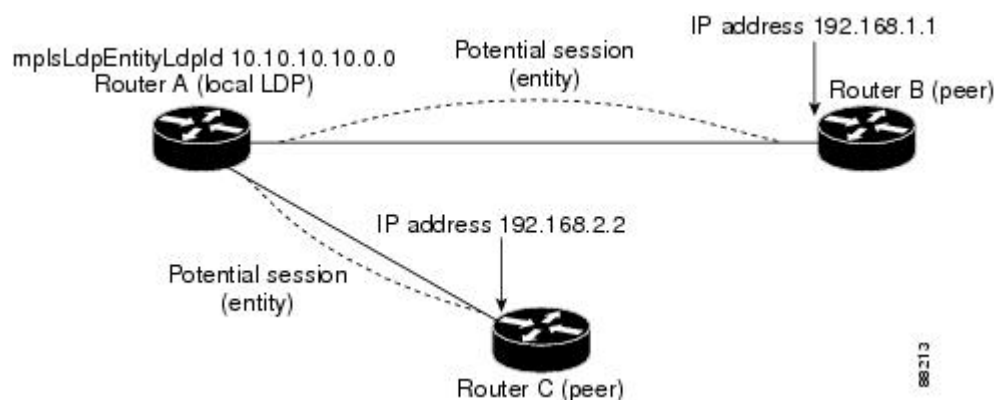 IP address 192.168.1.1
mplsLdpEntityLdpId 10.10.10.10.0.0
Router A (local LDP)
Potential session
(entity)
Router B (peer)
IP address 192.168.2.2
Potential session
(entity)
Router C (peer)
88213